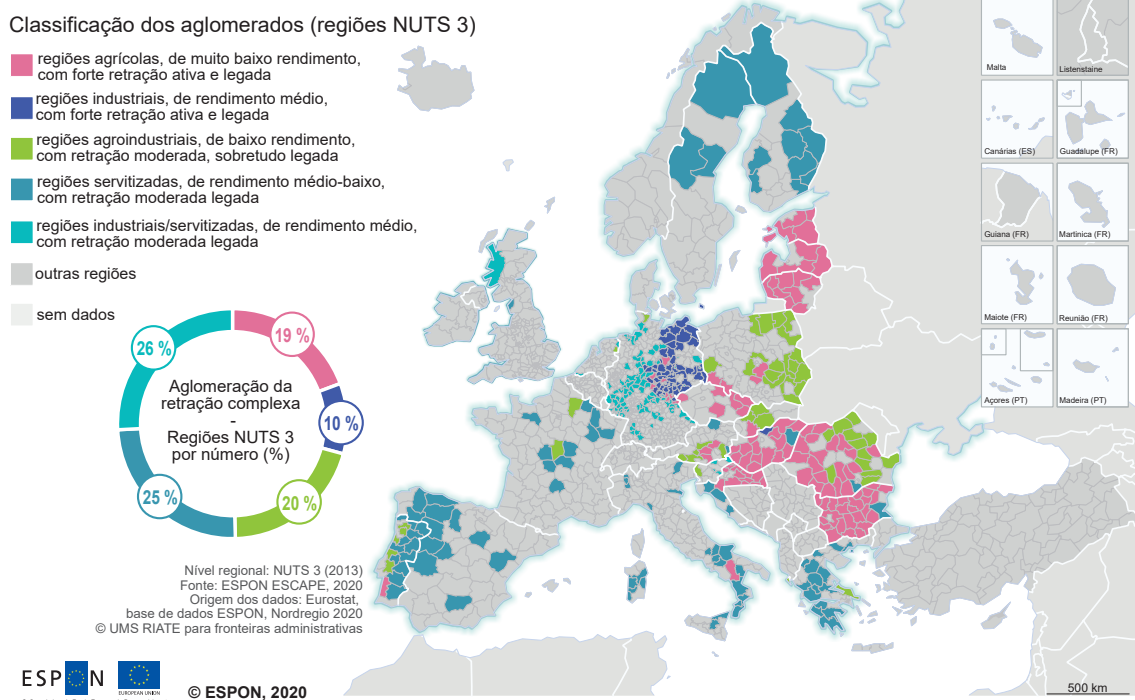 Classificação dos aglomerados (regiões NUTS 3)
regiões agrícolas, de muito baixo rendimento,
com forte retração ativa e legada
regiões industriais, de rendimento médio,
com forte retração ativa e legada
regiões agroindustriais, de baixo rendimento,
com retração moderada, sobretudo legada
regiões servitizadas, de rendimento médio-baixo,
com retração moderada legada
regiões industriais/servitizadas, de rendimento médio,
com retração moderada legada
outras regiões
sem dados
26 %
19 %
10 %
20 %
25 %
Aglomeração da
retração complexa
-
Regiões NUTS 3
por número (%)
Nível regional: NUTS 3 (2013)
Fonte: ESPON ESCAPE, 2020
Origem dos dados: Eurostat,
base de dados ESPON, Nordregio 2020
© UMS RIATE para fronteiras administrativas
ESPON
EUROPEAN UNION
© ESPON, 2020
Malta
Listenstaine
Canárias (ES)
Guadalupe (FR)
Guiana (FR)
Martinica (FR)
Maiote (FR)
Reunião (FR)
Açores (PT)
Madeira (PT)
500 km